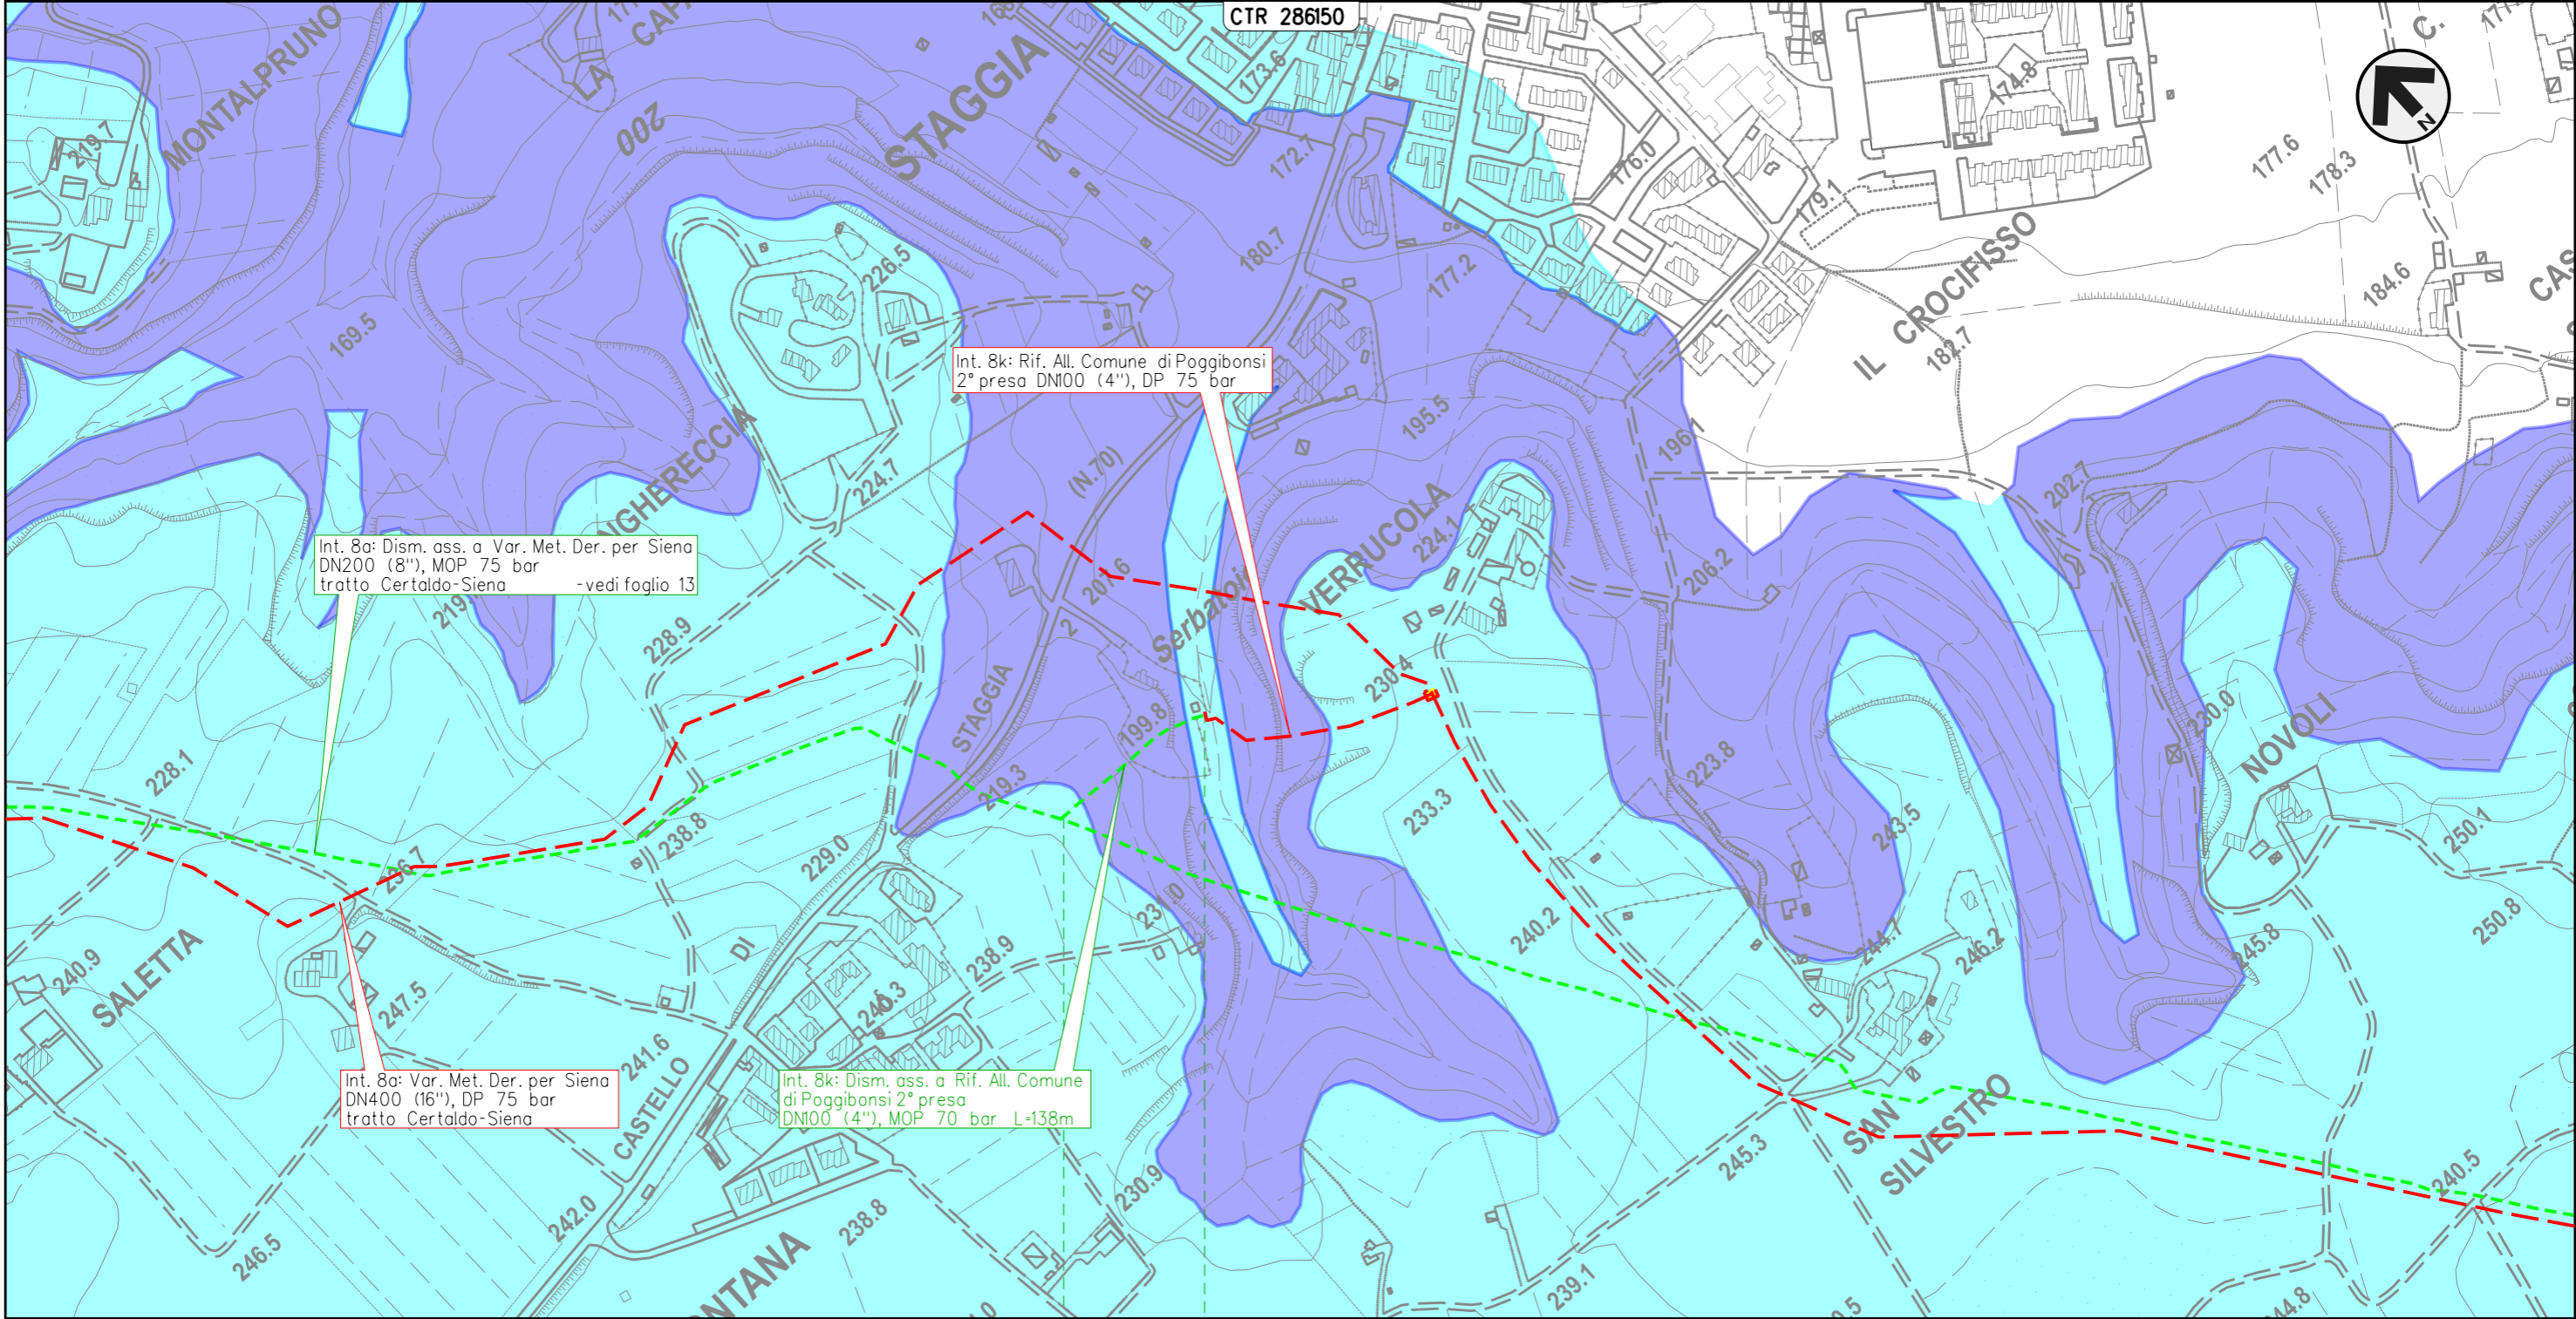 CTR 286150
C.
N
MONTALPRUNO
LA
200
STAGGIA
173.6
172.7
174.8
176.0
177.6
178.3
179.1
219.7
180.7
177.2
226.5
169.5
IL CROCIFISSO
182.7
184.6
Int. 8k: Rif. All. Comune di Poggibonsi
2° presa DN100 (4"), DP 75 bar
195.5
196.1
202.7
224.7
(N.70)
VERRUCOLA
224.1
206.2
Int. 8a: Dism. ass. a Var. Met. Der. per Siena
DN200 (8"), MOP 75 bar
tratto Certaldo-Siena -vedi foglio 13
228.9
207.6
2
230.4
STAGGIA
199.8
219.3
230.0
NOVOLI
223.8
228.1
238.8
229.0
233.3
243.5
250.1
236.7
231.0
240.2
244.7
246.2
245.8
250.8
240.9
SALETTA
247.5
DI
238.9
241.6
CASTELLO
Int. 8a: Var. Met. Der. per Siena
DN400 (16"), DP 75 bar
tratto Certaldo-Siena
Int. 8k: Dism. ass. a Rif. All. Comune
di Poggibonsi 2° presa
DN100 (4"), MOP 70 bar L=138m
SAN
SILVESTRO
245.3
240.5
230.9
242.0
238.8
246.5
239.1